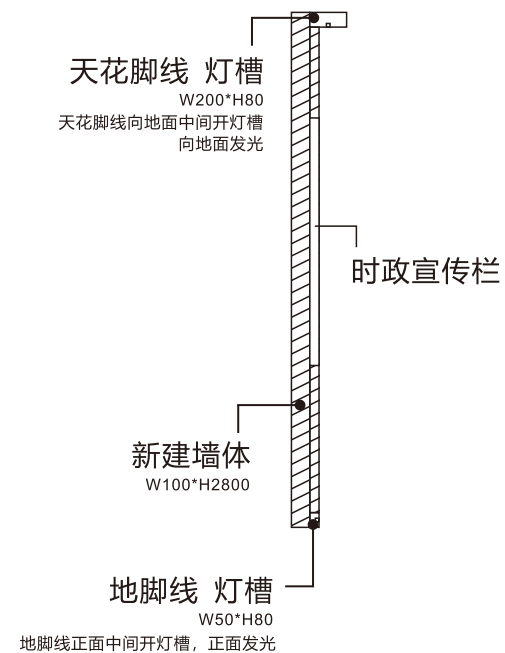 天花脚线 灯槽
W200*H80
天花脚线向地面中间开灯槽
向地面发光
时政宣传栏
新建墙体
W100*H2800
地脚线 灯槽
W50*H80
地脚线正面中间开灯槽，正面发光